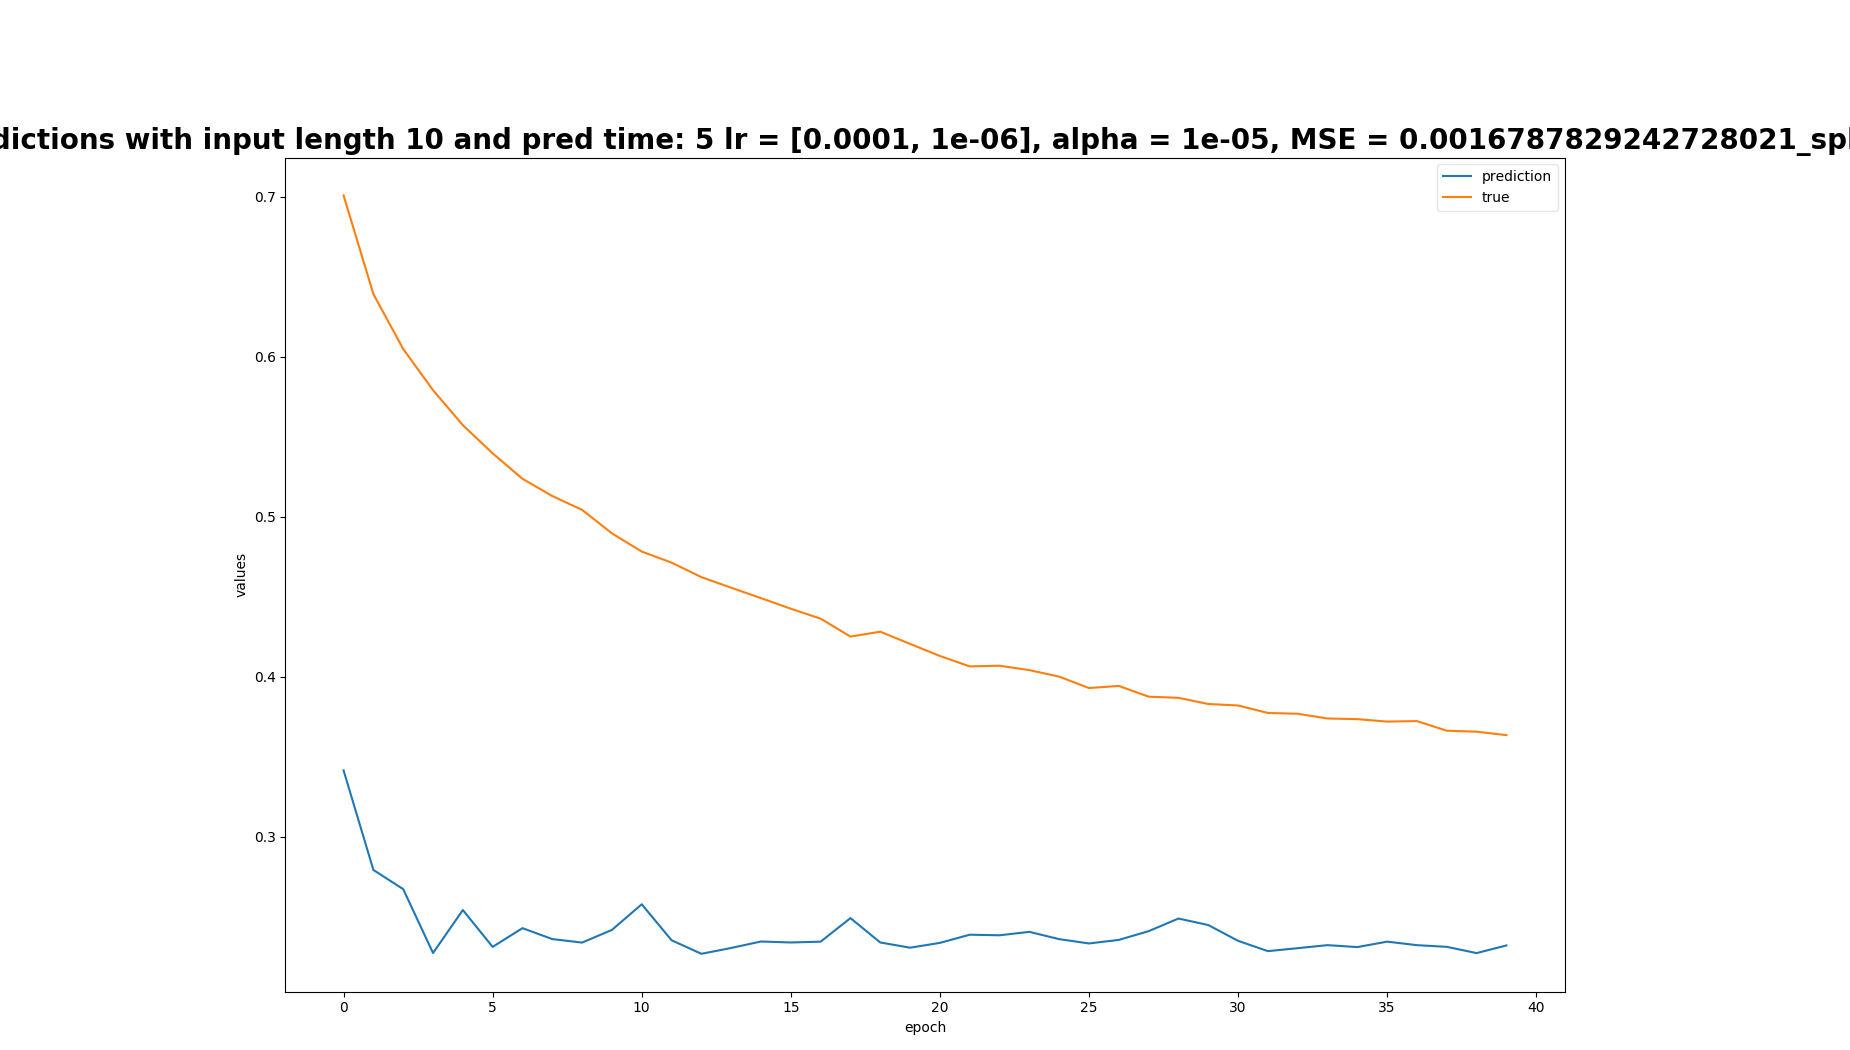 dictions with input length 10 and pred time: 5 lr = [0.0001, 1e-06], alpha = 1e-05, MSE = 0.0016787829242728021_spl
prediction
true
0.7
0.6
0.5
0.4
0.3
values
0 5 10 15 20 25 30 35 40
epoch